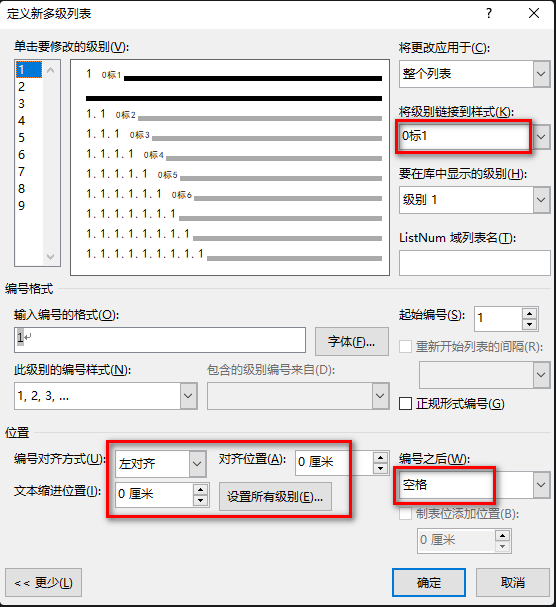 定义新多级列表
单击要修改的级别(V):
将更改应用于(C):
1
2
3
4
5
6
7
8
9
1 0标1
1.1 0标2
1.1.1 0标3
1.1.1.1 0标4
1.1.1.1.1 0标5
1.1.1.1.1.1 0标6
1.1.1.1.1.1.1
1.1.1.1.1.1.1.1
1.1.1.1.1.1.1.1.1
整个列表
将级别链接到样式(K):
0标1
要在库中显示的级别(H):
级别 1
ListNum 域列表名(T):
编号格式
输入编号的格式(O):
1
字体(F)...
起始编号(S): 1
重新开始列表的间隔(R):
此级别的编号样式(N):
包含的级别编号来自(D):
1, 2, 3, ...
正规形式编号(G)
位置
编号对齐方式(U): 左对齐 对齐位置(A): 0 厘米
编号之后(W):
文本缩进位置(I): 0 厘米 设置所有级别(E)...
空格
制表位添加位置(B):
0 厘米
<< 更少(L)
确定
取消